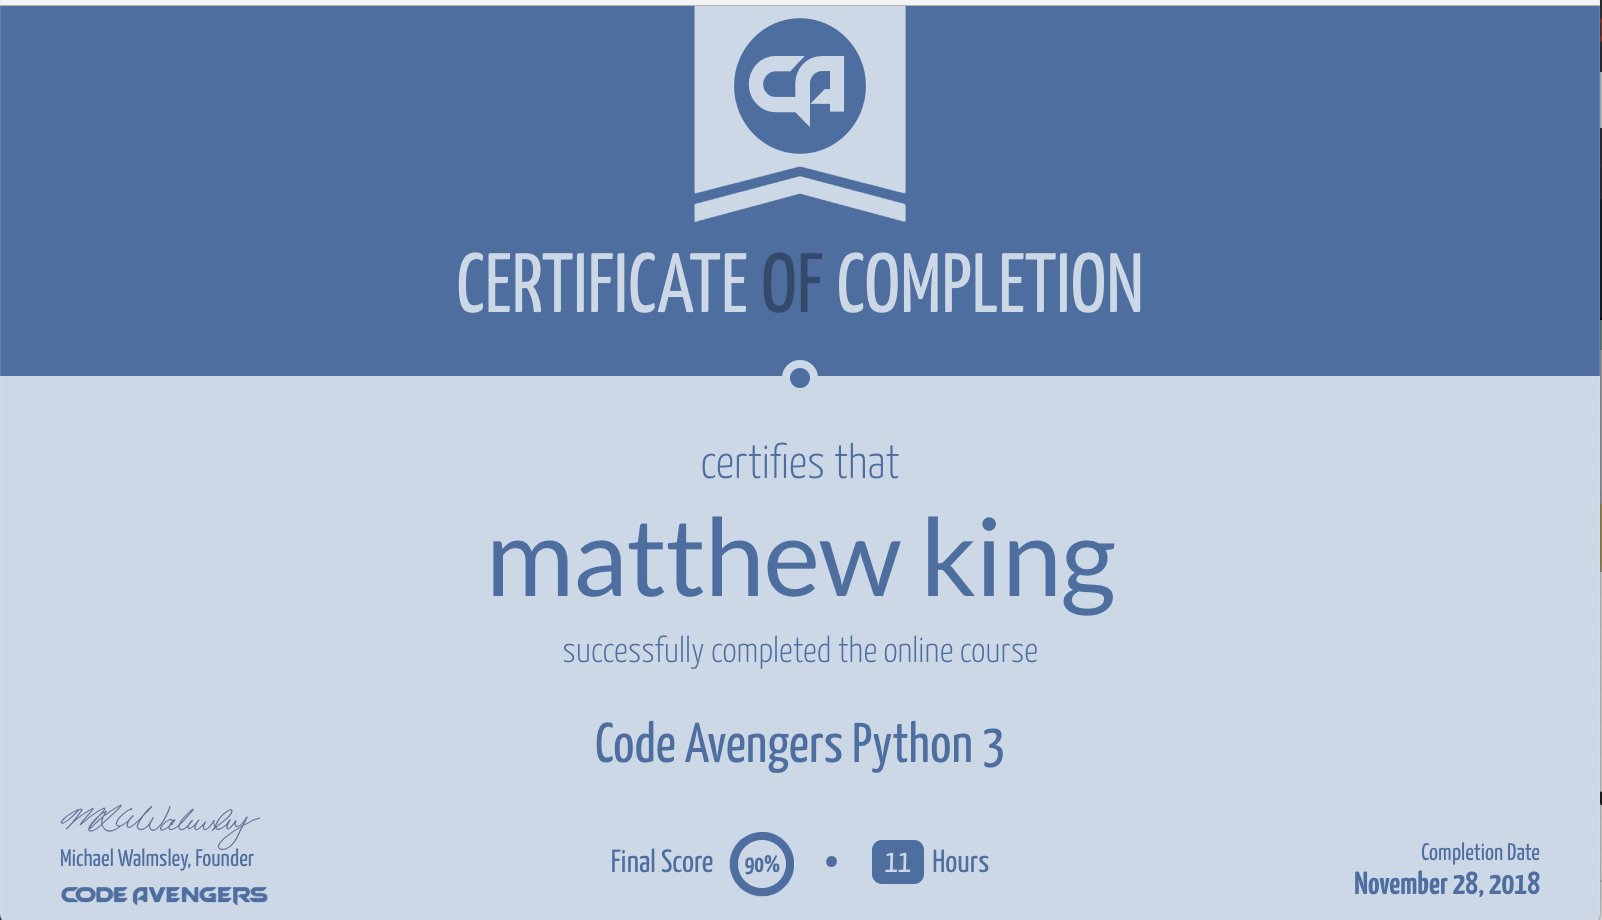 CA
CERTIFICATE OF COMPLETION
certifies that
matthew king
successfully completed the online course
Code Avengers Python 3
Michael Walmsley, Founder
CODE AVENGERS
Final Score 90% • 11 Hours
Completion Date
November 28, 2018